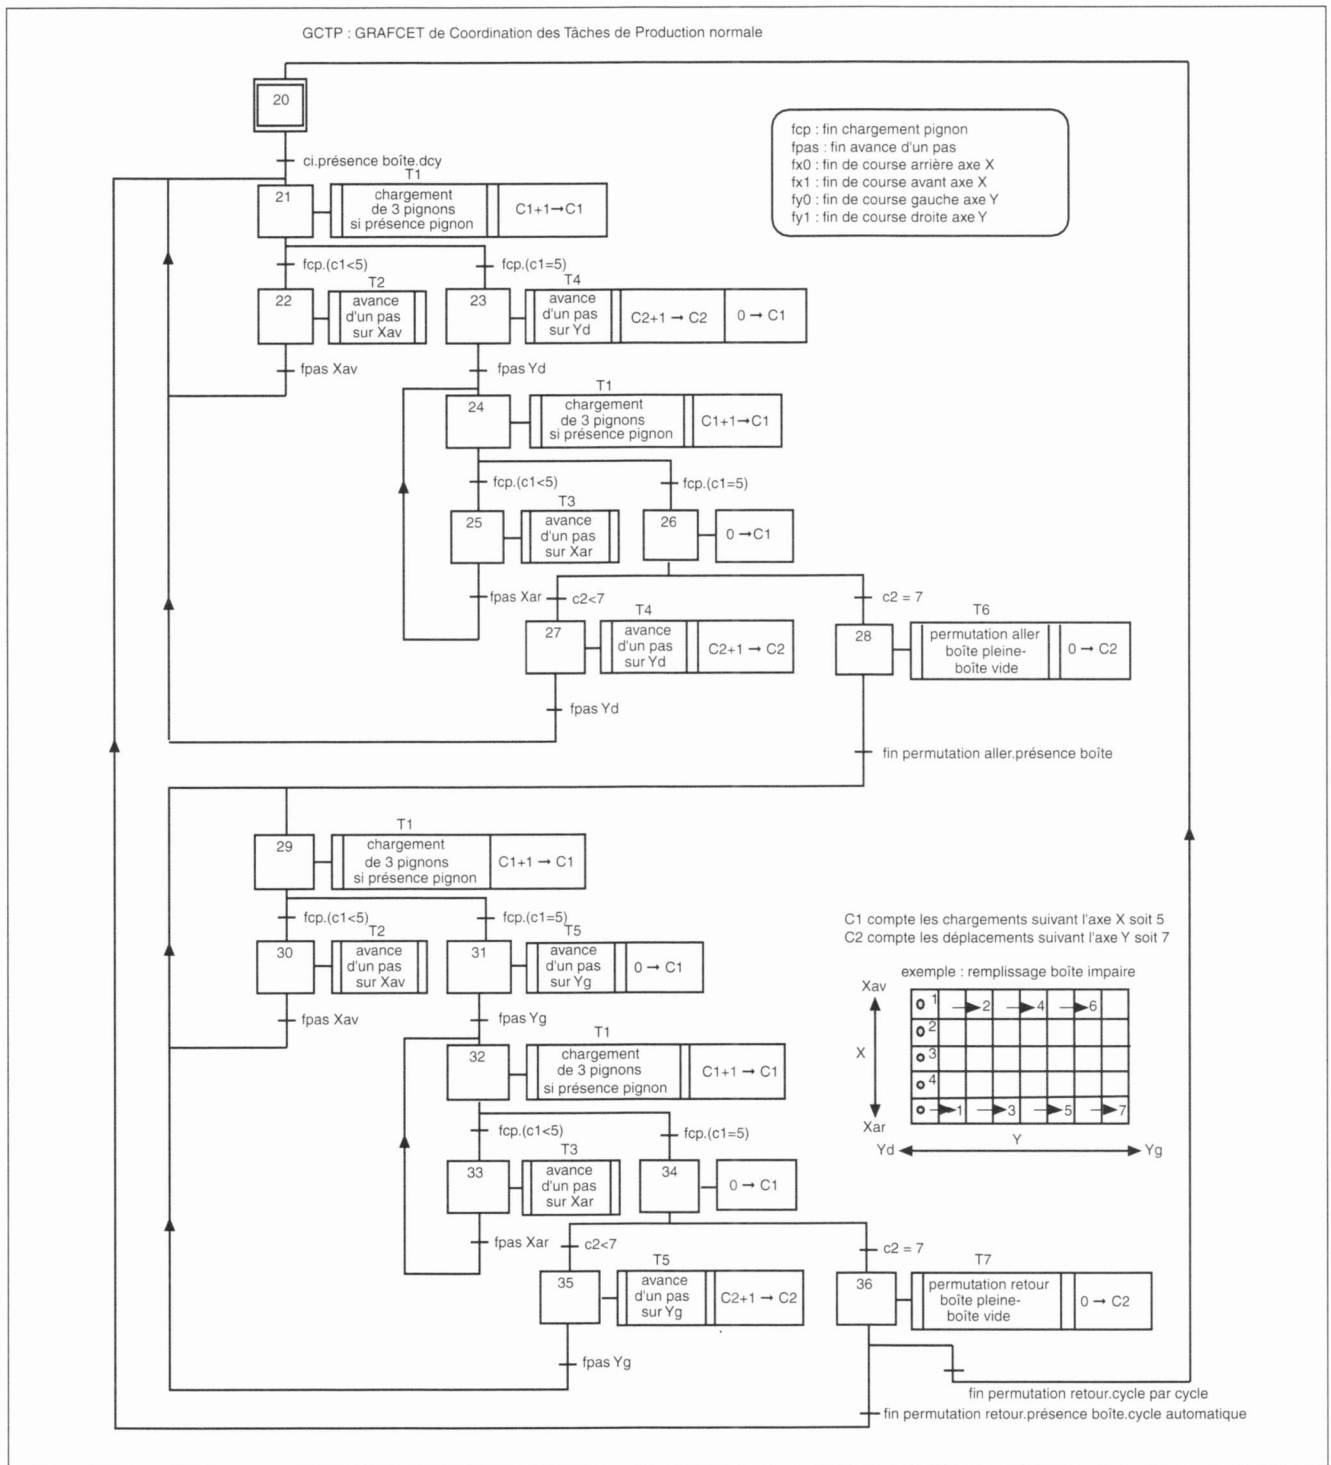 GCTP : GRAFCET de Coordination des Tâches de Production normale
20
ci.présence boîte.dcy
fcp : fin chargement pignon
fpas : fin avance d'un pas
fx0 : fin de course arrière axe X
fx1 : fin de course avant axe X
fy0 : fin de course gauche axe Y
fy1 : fin de course droite axe Y
T1
21
chargement
de 3 pignons
si présence pignon
C1+1→C1
fcp.(c1<5)
fcp.(c1=5)
T2
22
avance
d'un pas
sur Xav
T4
23
avance
d'un pas
sur Yd
C2+1 → C2
0 → C1
fpas Xav
fpas Yd
T1
24
chargement
de 3 pignons
si présence pignon
C1+1→C1
fcp.(c1<5)
fcp.(c1=5)
T3
25
avance
d'un pas
sur Xar
26
0 →C1
fpas Xar
c2<7
c2 = 7
T4
27
avance
d'un pas
sur Yd
C2+1 → C2
T6
28
permutation aller
boîte pleine-
boîte vide
0 → C2
fpas Yd
fin permutation aller.présence boîte
T1
29
chargement
de 3 pignons
si présence pignon
C1+1 → C1
fcp.(c1<5)
fcp.(c1=5)
T2
30
avance
d'un pas
sur Xav
T5
31
avance
d'un pas
sur Yg
0 → C1
fpas Xav
fpas Yg
C1 compte les chargements suivant l'axe X soit 5
C2 compte les déplacements suivant l'axe Y soit 7
exemple : remplissage boîte impaire
Xav
X
Xar
1
2
4
6
2
3
4
1
3
5
7
Yd
Y
Yg
T1
32
chargement
de 3 pignons
si présence pignon
C1+1 → C1
fcp.(c1<5)
fcp.(c1=5)
T3
33
avance
d'un pas
sur Xar
34
0 → C1
fpas Xar
c2<7
c2 = 7
T5
35
avance
d'un pas
sur Yg
C2+1 → C2
T7
36
permutation retour
boîte pleine-
boîte vide
0 → C2
fpas Yg
fin permutation retour.cycle par cycle
fin permutation retour.présence boîte.cycle automatique